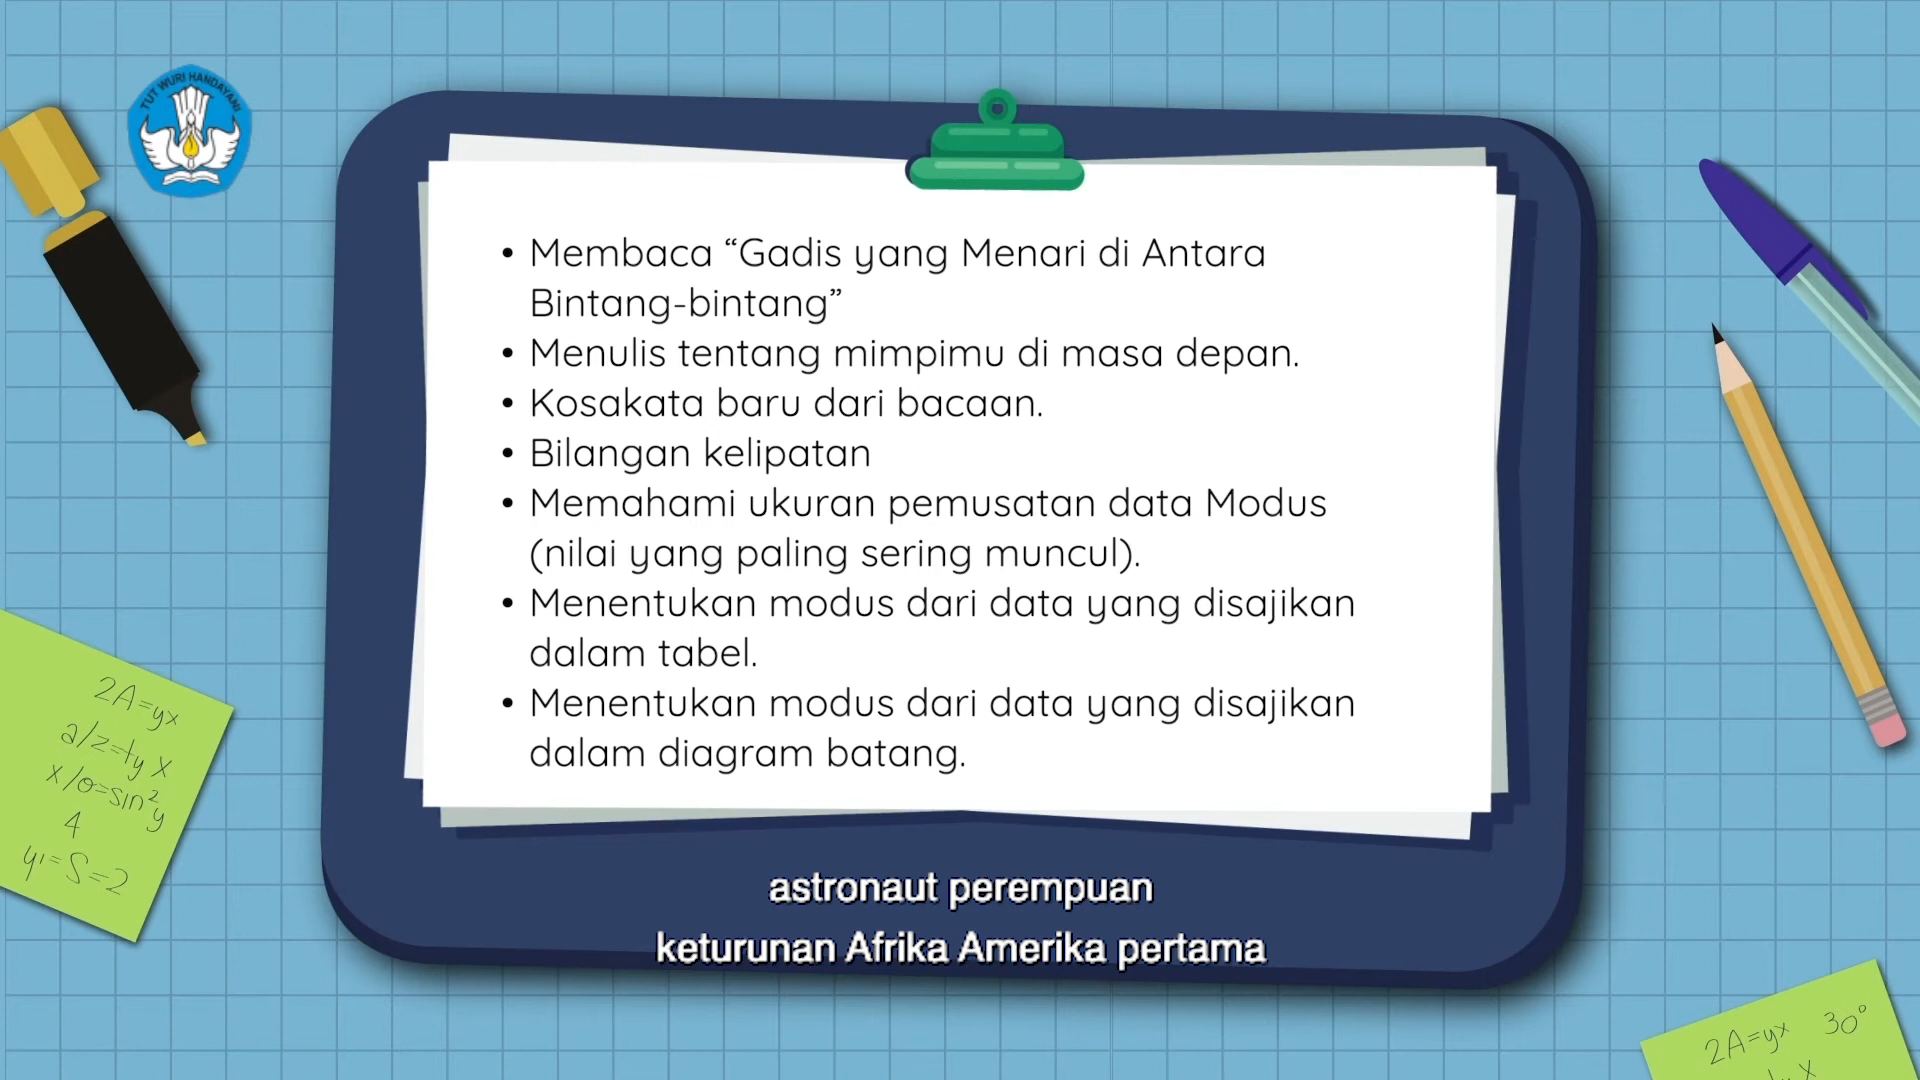 TUT WURI HANDAYANI
• Membaca “Gadis yang Menari di Antara
Bintang-bintang”
• Menulis tentang mimpimu di masa depan.
• Kosakata baru dari bacaan.
• Bilangan kelipatan
• Memahami ukuran pemusatan data Modus
(nilai yang paling sering muncul).
• Menentukan modus dari data yang disajikan
dalam tabel.
• Menentukan modus dari data yang disajikan
dalam diagram batang.
2A=yx
4
astronaut perempuan
keturunan Afrika Amerika pertama
2A=yx 30°